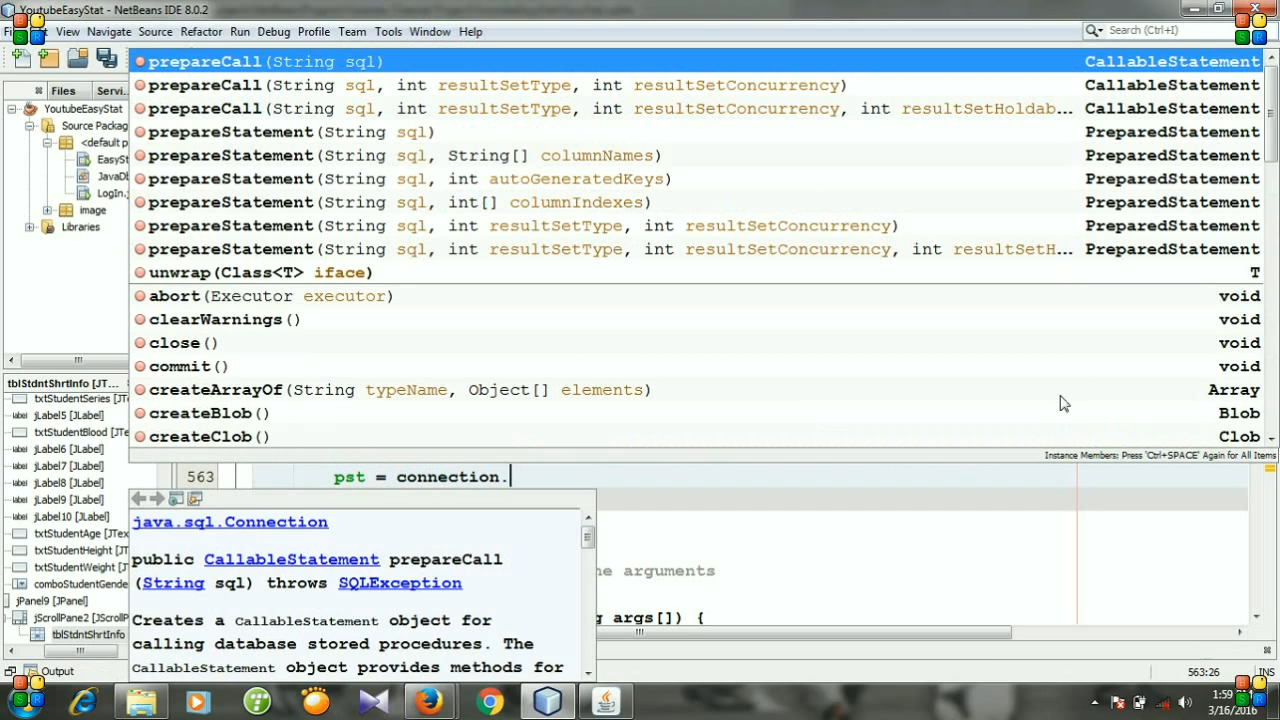 YoutubeEasyStat - NetBeans IDE 8.0.2
View Navigate Source Refactor Run Debug Profile Team Tools Window Help
Search (Ctrl+I)
Files Servi...
YoutubeEasyStat
Source Packag
<default p
EasyS
JavaDb
LogIn.j
image
Libraries
prepareCall(String sql) CallableStatement
prepareCall(String sql, int resultSetType, int resultSetConcurrency) CallableStatement
prepareCall(String sql, int resultSetType, int resultSetConcurrency, int resultSetHoldab... CallableStatement
prepareStatement(String sql) PreparedStatement
prepareStatement(String sql, String[] columnNames) PreparedStatement
prepareStatement(String sql, int autoGeneratedKeys) PreparedStatement
prepareStatement(String sql, int[] columnIndexes) PreparedStatement
prepareStatement(String sql, int resultSetType, int resultSetConcurrency) PreparedStatement
prepareStatement(String sql, int resultSetType, int resultSetConcurrency, int resultSetH... PreparedStatement
unwrap(Class<T> iface) T
abort(Executor executor) void
clearWarnings() void
close() void
commit() void
createArrayOf(String typeName, Object[] elements) Array
createBlob() Blob
createClob() Clob
Instance Members: Press 'Ctrl+SPACE' Again for All Items
tblStdntShrtInfo [JT...
txtStudentSeries [JTe
jLabel5 [JLabel]
txtStudentBlood [JTe
jLabel6 [JLabel]
jLabel7 [JLabel]
jLabel8 [JLabel]
jLabel9 [JLabel]
jLabel10 [JLabel]
txtStudentAge [JTex
txtStudentHeight [JT
txtStudentWeight [J
comboStudentGende
jPanel9 [JPanel]
jScrollPane2 [JScrollP
tblStdntShrtInfo
563 pst = connection.
java.sql.Connection
public CallableStatement prepareCall
(String sql) throws SQLException
Creates a CallableStatement object for
calling database stored procedures. The
CallableStatement object provides methods for
he arguments
g args[]) {
Output
563:26 INS
1:59 PM
3/16/2016